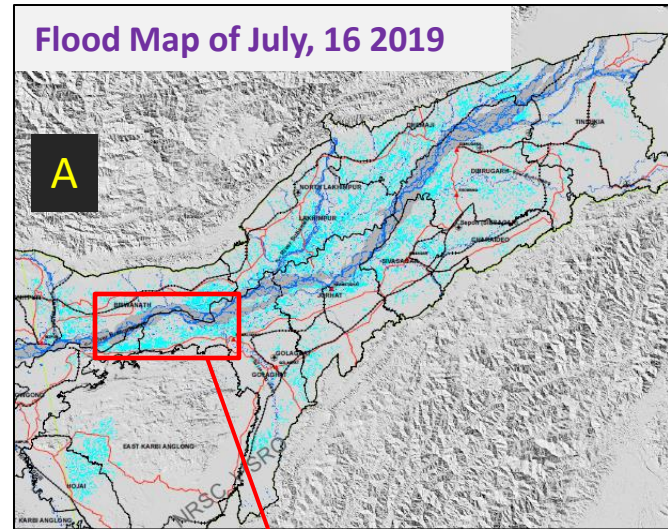 Flood Map of July, 16 2019
A
DHEMAJI
TINSUKIA
NORTH LAKHIMPUR
DIBRUGARH
LAKHIMPUR
CHARAIDEO
SIVASAGAR
BISWANATH
JORHAT
GOLAGHAT
EAST KARBI ANGLONG
HOJAI
NRSC
ISRO
KARBI ANGLONG